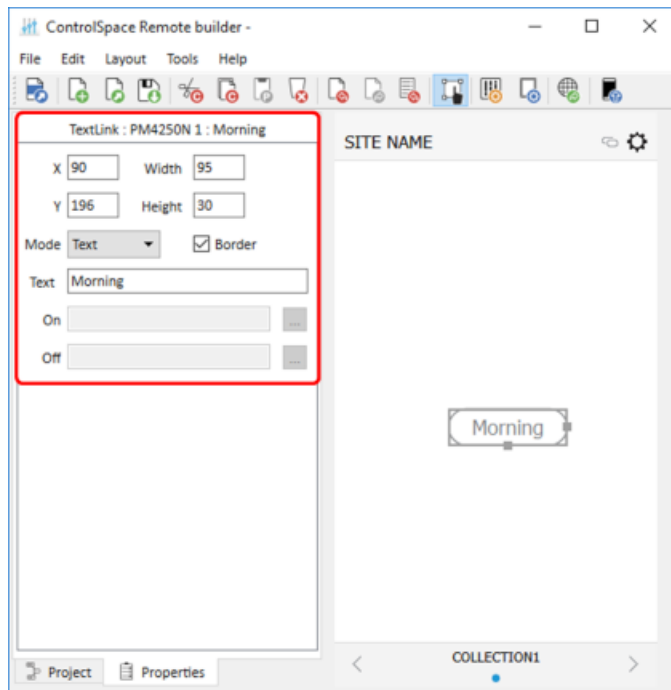 ControlSpace Remote builder -
File Edit Layout Tools Help
TextLink : PM4250N 1 : Morning
X 90 Width 95
Y 196 Height 30
Mode Text Border
Text Morning
On ...
Off ...
Project Properties
SITE NAME
Morning
COLLECTION1